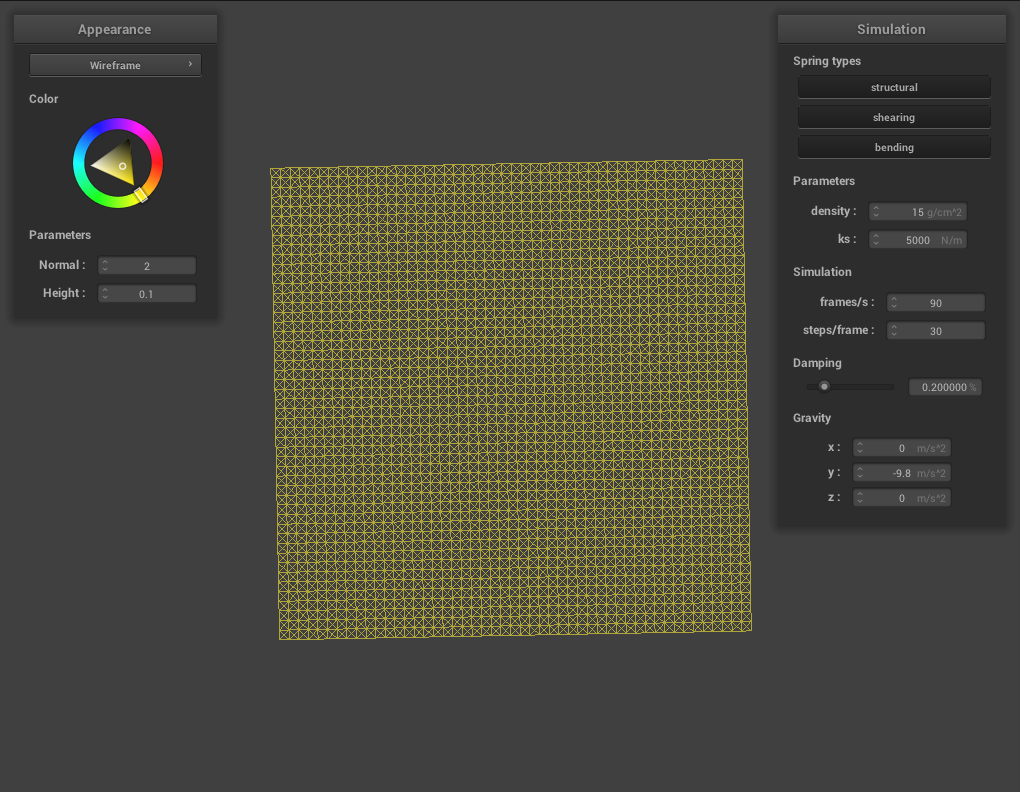 Appearance
Wireframe
Color
Parameters
Normal : 2
Height : 0.1
Simulation
Spring types
structural
shearing
bending
Parameters
density : 15 g/cm^2
ks : 5000 N/m
Simulation
frames/s : 90
steps/frame : 30
Damping
0.200000 %
Gravity
x : 0 m/s^2
y : -9.8 m/s^2
z : 0 m/s^2